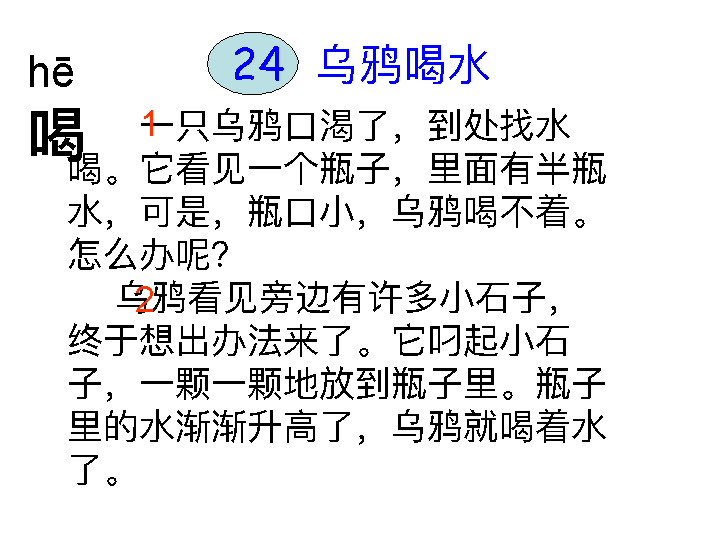 hē
喝
24 乌鸦喝水
1
一只乌鸦口渴了，到处找水
喝。它看见一个瓶子，里面有半瓶
水，可是，瓶口小，乌鸦喝不着。
怎么办呢？
2
乌鸦看见旁边有许多小石子，
终于想出办法来了。它叼起小石
子，一颗一颗地放到瓶子里。瓶子
里的水渐渐升高了，乌鸦就喝着水
了。